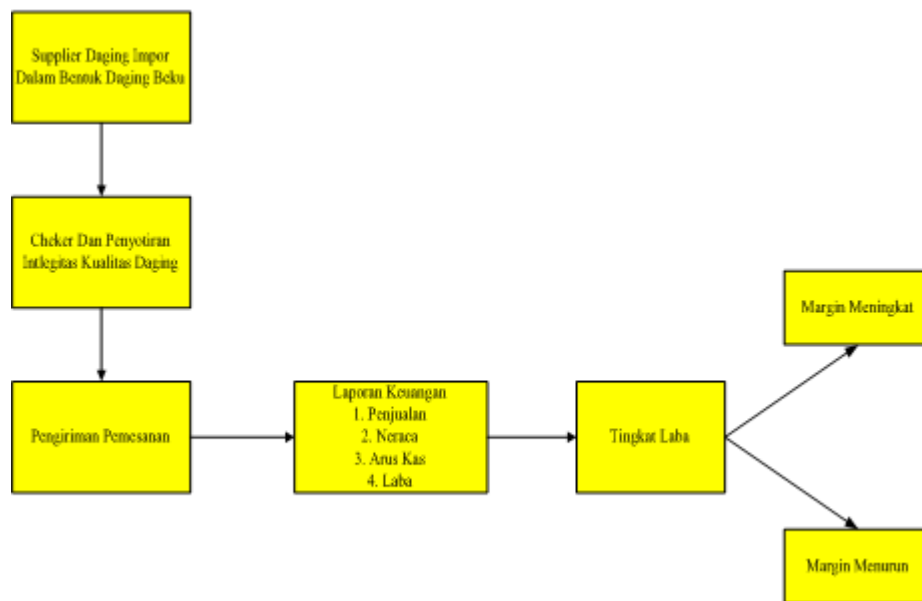 Supplier Daging Impor
Dalam Bentuk Daging Beku
Cheker Dan Penyotiran
Intlegitas Kualitas Daging
Pengiriman Pemesanan
Laporan Keuangan
1. Penjualan
2. Neraca
3. Arus Kas
4. Laba
Tingkat Laba
Margin Meningkat
Margin Menurun